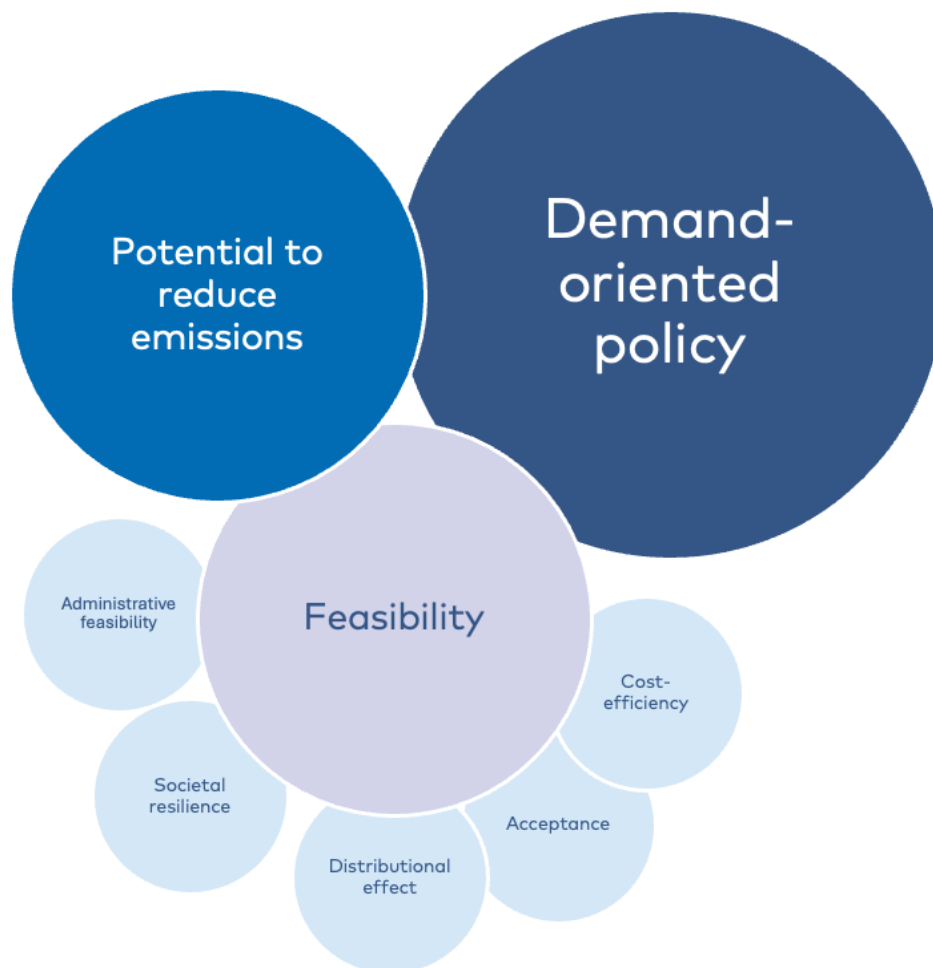 Demand-
oriented
policy
Potential to
reduce
emissions
Feasibility
Administrative
feasibility
Societal
resilience
Distributional
effect
Acceptance
Cost-
efficiency